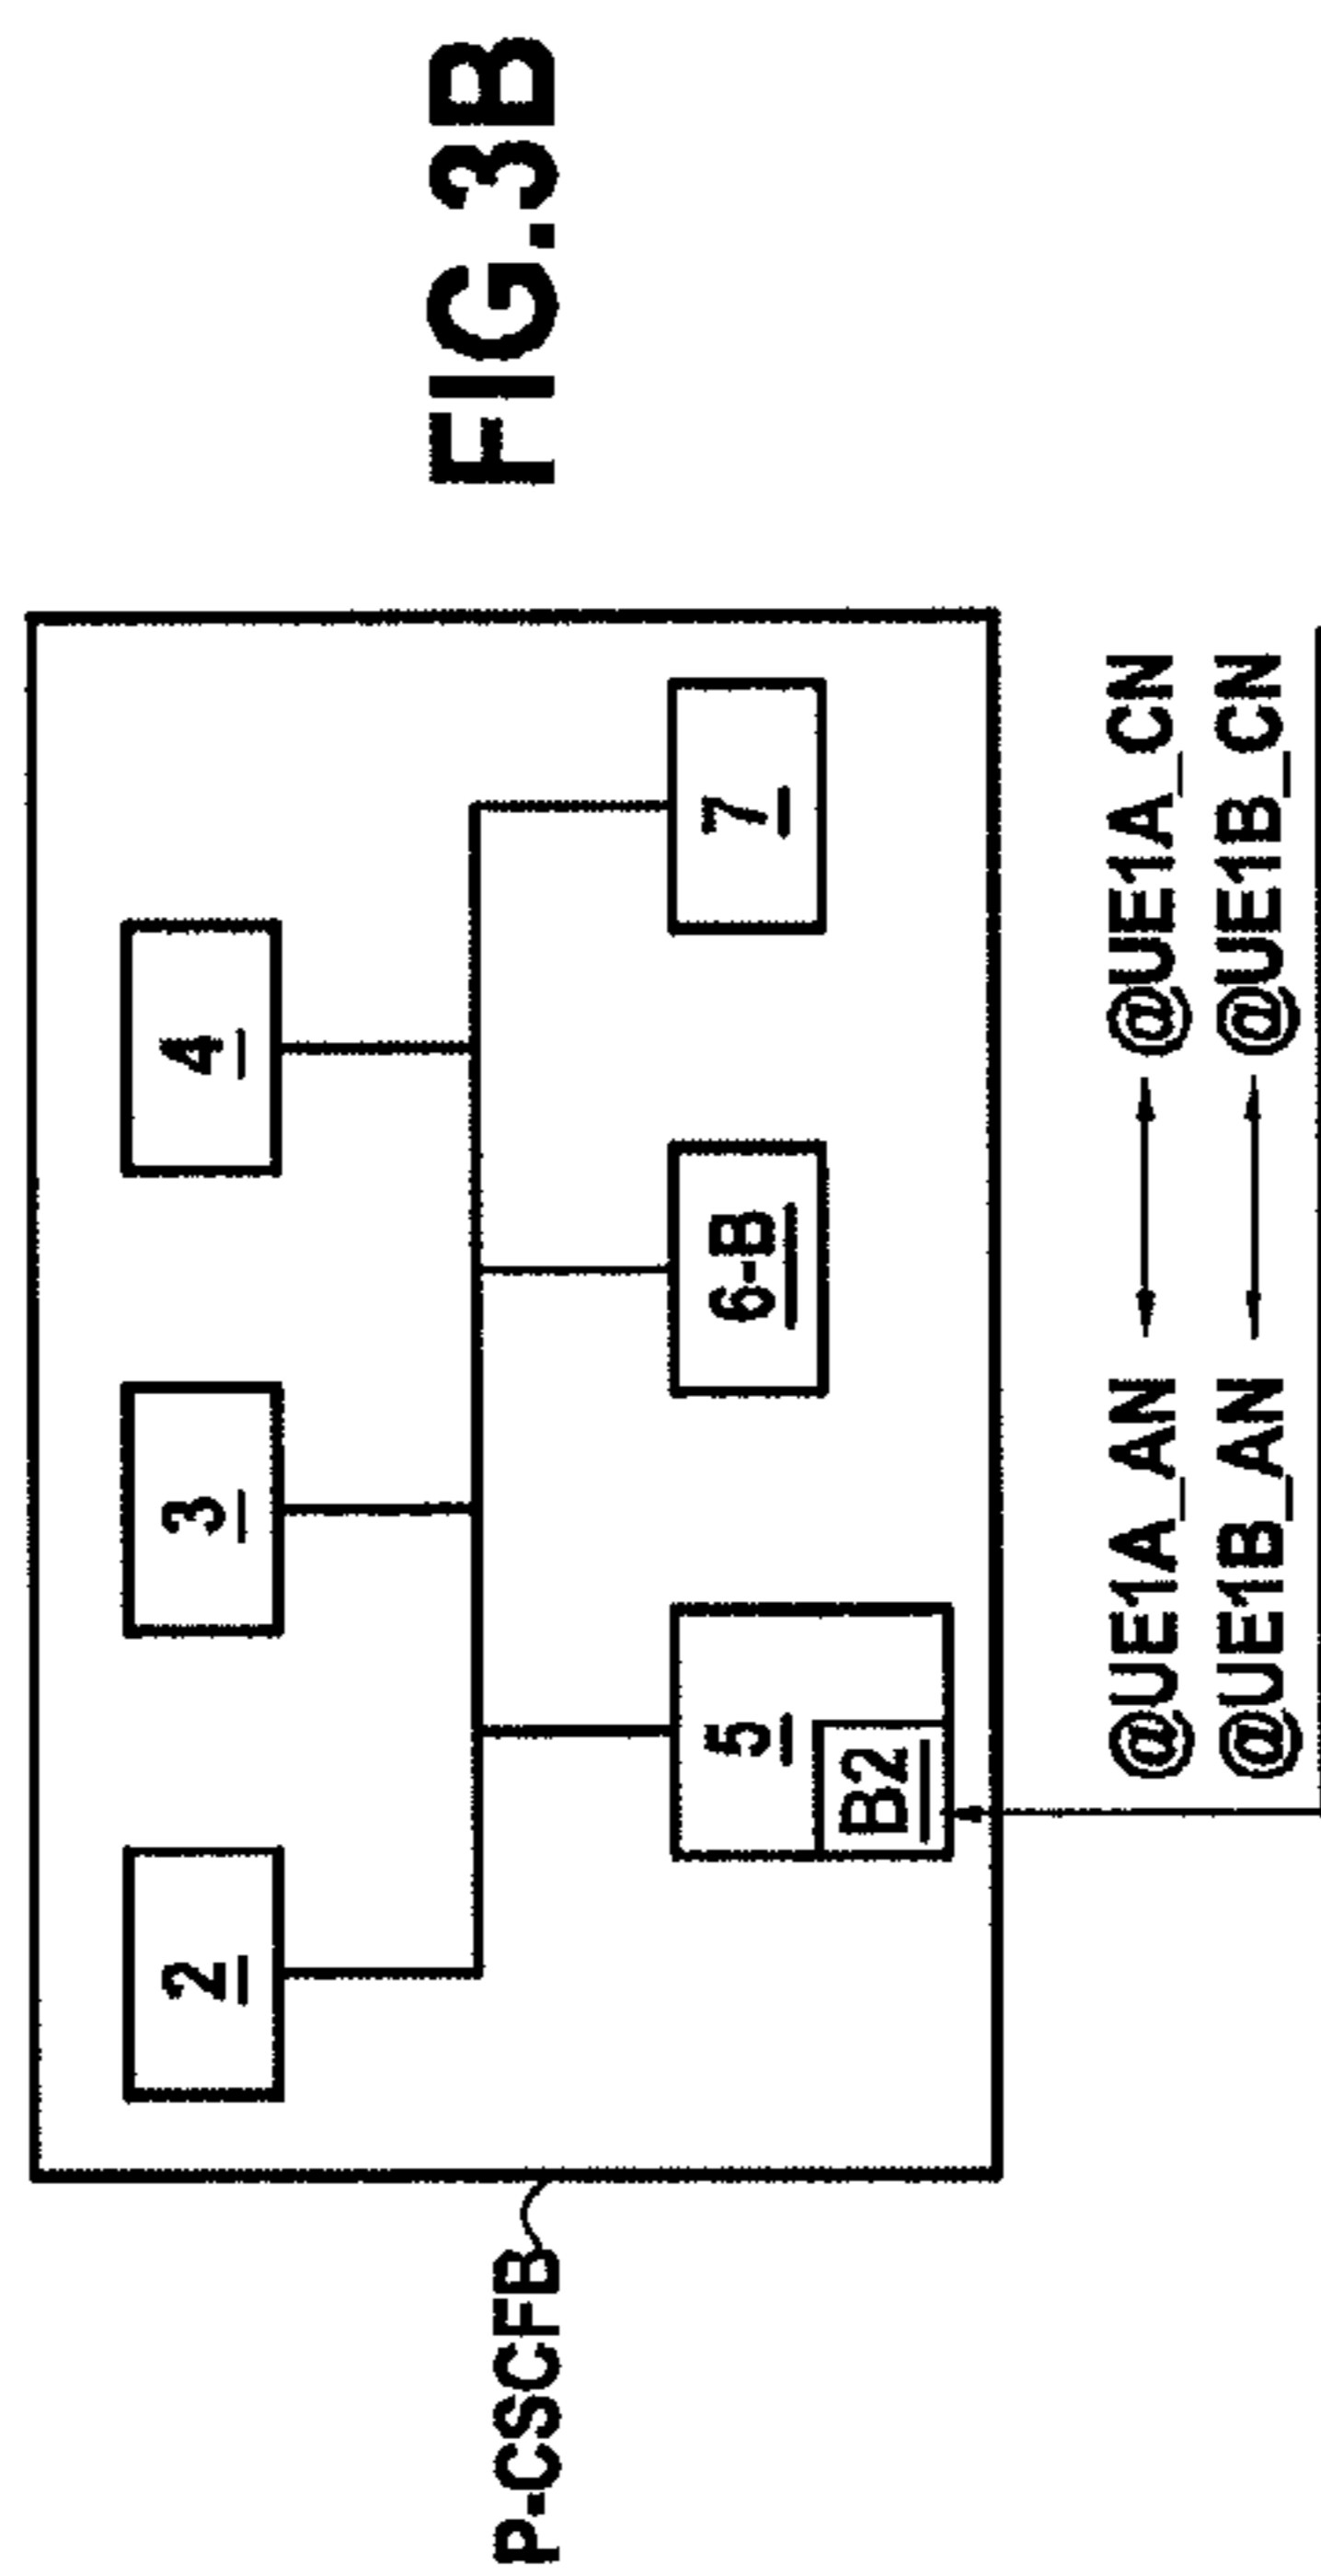 FIG.3B
P-CSCFB
2
3
4
5
6-B
7
B2
@UE1A_AN @UE1A_CN
@UE1B_AN @UE1B_CN